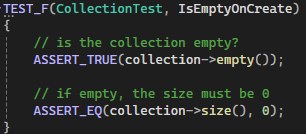 TEST_F(CollectionTest, IsEmptyOnCreate)
{
    // is the collection empty?
    ASSERT_TRUE(collection->empty());
    // if empty, the size must be 0
    ASSERT_EQ(collection->size(), 0);
}